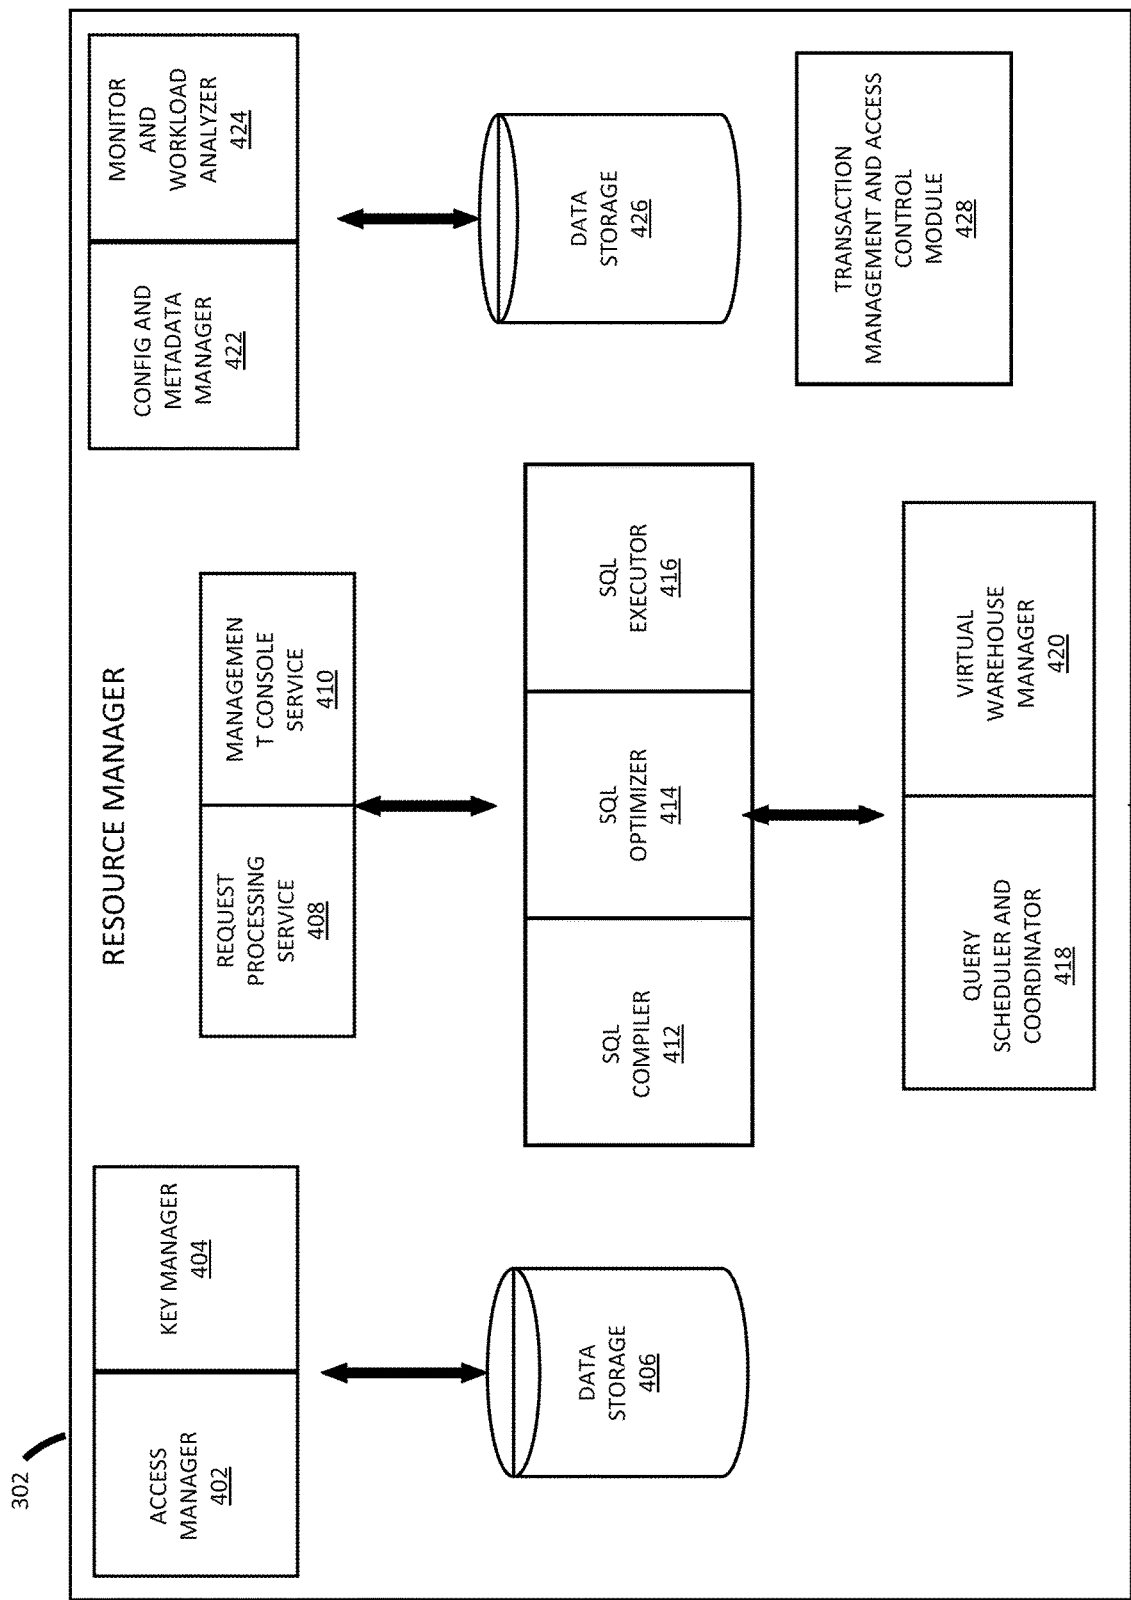 302
RESOURCE MANAGER
ACCESS
MANAGER
402
KEY MANAGER
404
DATA
STORAGE
406
REQUEST
PROCESSING
SERVICE
408
MANAGEMEN
T CONSOLE
SERVICE
410
SQL
COMPILER
412
SQL
OPTIMIZER
414
SQL
EXECUTOR
416
QUERY
SCHEDULER AND
COORDINATOR
418
VIRTUAL
WAREHOUSE
MANAGER
420
CONFIG AND
METADATA
MANAGER
422
MONITOR
AND
WORKLOAD
ANALYZER
424
DATA
STORAGE
426
TRANSACTION
MANAGEMENT AND ACCESS
CONTROL
MODULE
428